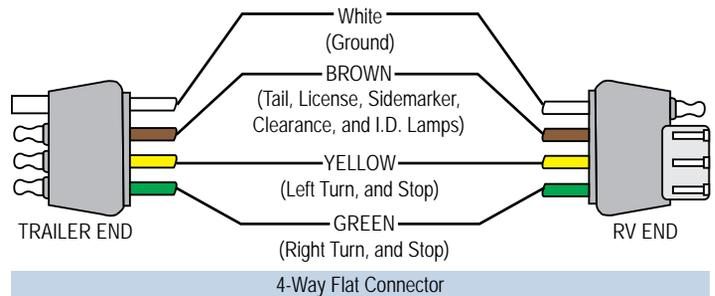 White
(Ground)
BROWN
(Tail, License, Sidemarker,
Clearance, and I.D. Lamps)
YELLOW
(Left Turn, and Stop)
GREEN
(Right Turn, and Stop)
TRAILER END
RV END
4-Way Flat Connector